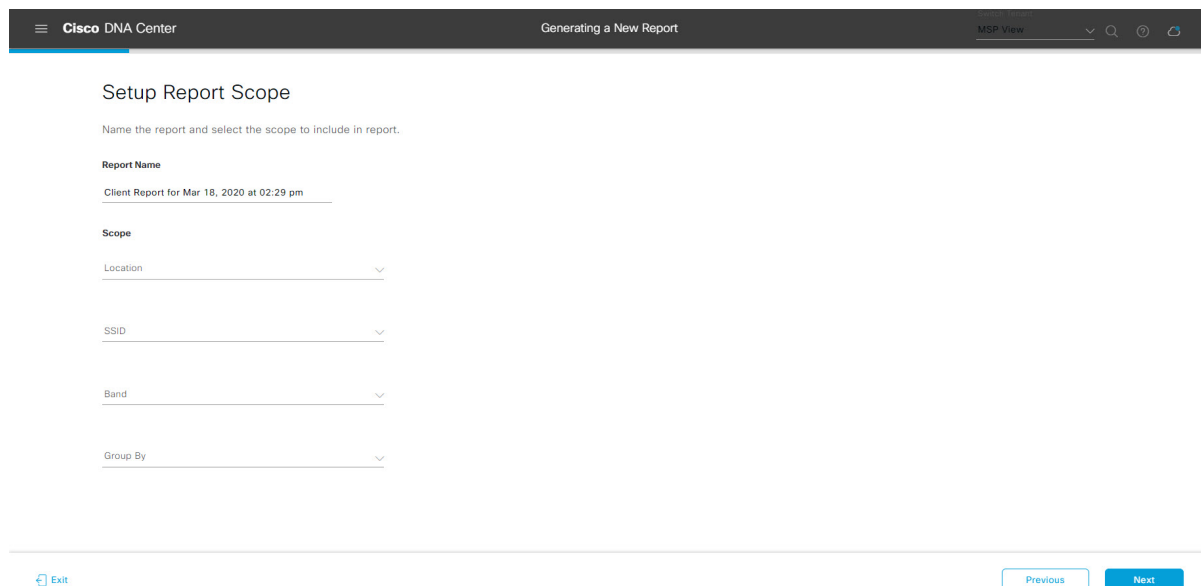 Cisco DNA Center
Generating a New Report
Switch Tenant
MSP View
Setup Report Scope
Name the report and select the scope to include in report.
Report Name
Client Report for Mar 18, 2020 at 02:29 pm
Scope
Location
SSID
Band
Group By
Exit
Previous
Next